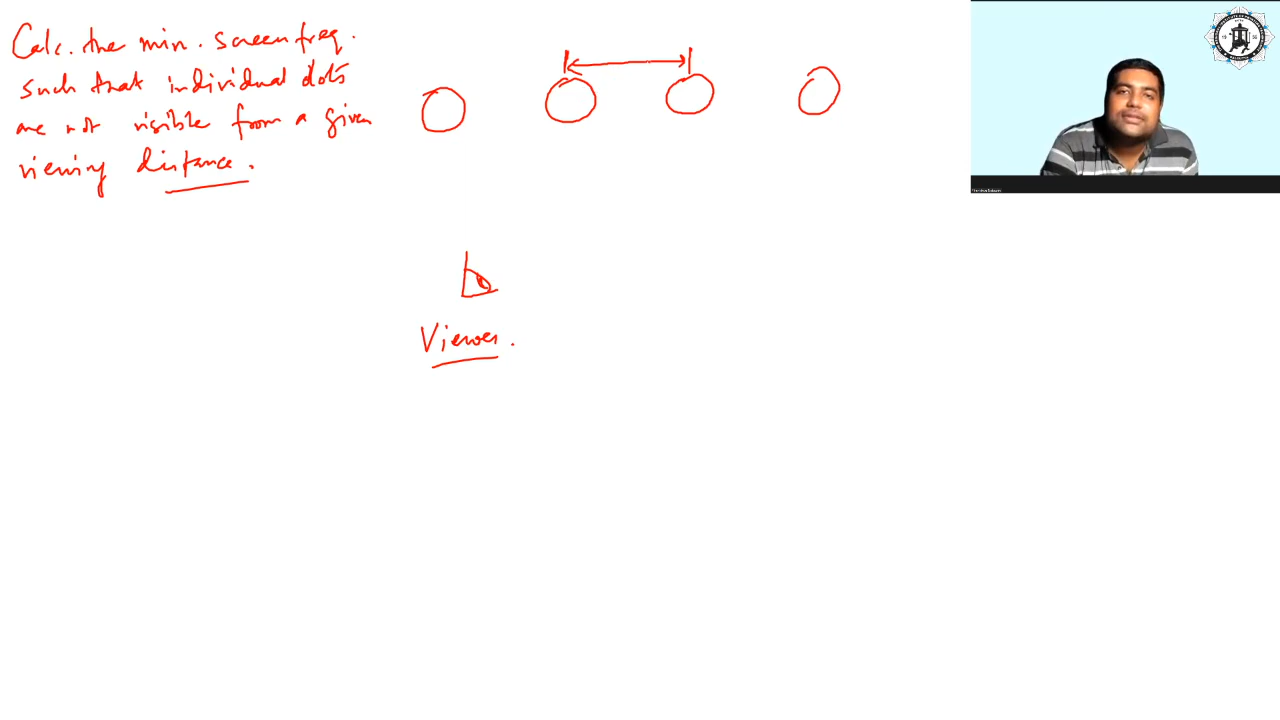 Calc. the min. screen freq.
such that individual dots
are not visible from a given
viewing distance.
Viewer.